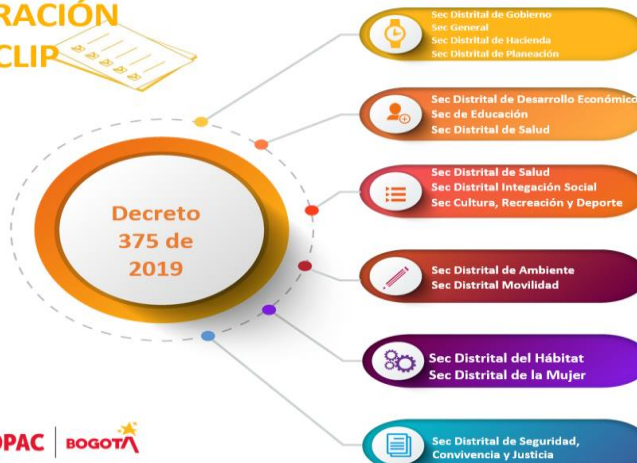 RACIÓN
CLIP
Sec Distrital de Gobierno
Sec General
Sec Distrital de Hacienda
Sec Distrital de Planeación
Sec Distrital de Desarrollo Económico
Sec de Educación
Sec Distrital de Salud
Sec Distrital de Salud
Sec Distrital Integación Social
Sec Cultura, Recreación y Deporte
Decreto
375 de
2019
Sec Distrital de Ambiente
Sec Distrital Movilidad
Sec Distrital del Hábitat
Sec Distrital de la Mujer
Sec Distrital de Seguridad,
Convivencia y Justicia
OPAC
BOGOTÁ